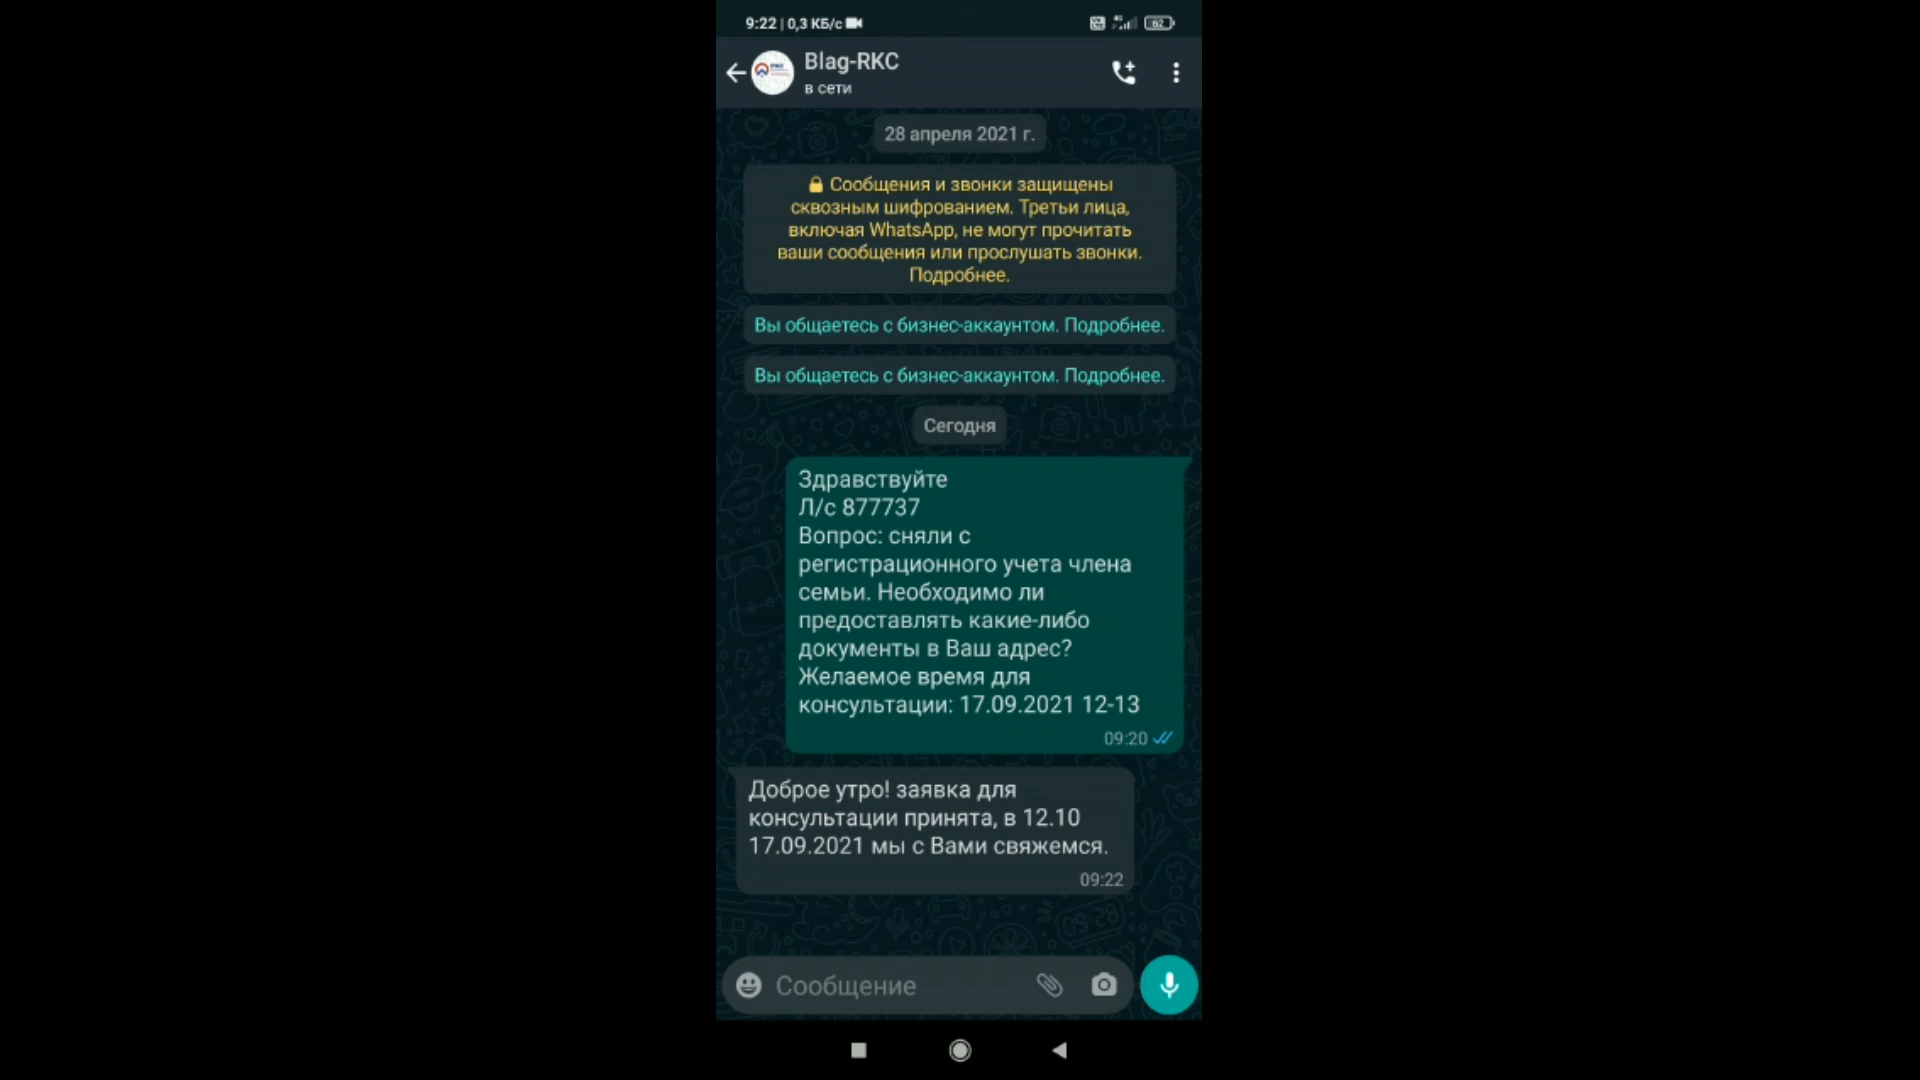 9:22 | 0,3 КБ/с
4G
62
Blag-RKC
в сети
28 апреля 2021 г.
Сообщения и звонки защищены
сквозным шифрованием. Третьи лица,
включая WhatsApp, не могут прочитать
ваши сообщения или прослушать звонки.
Подробнее.
Вы общаетесь с бизнес-аккаунтом. Подробнее.
Вы общаетесь с бизнес-аккаунтом. Подробнее.
Сегодня
Здравствуйте
Л/с 877737
Вопрос: сняли с
регистрационного учета члена
семьи. Необходимо ли
предоставлять какие-либо
документы в Ваш адрес?
Желаемое время для
консультации: 17.09.2021 12-13
09:20
Доброе утро! заявка для
консультации принята, в 12.10
17.09.2021 мы с Вами свяжемся.
09:22
Сообщение